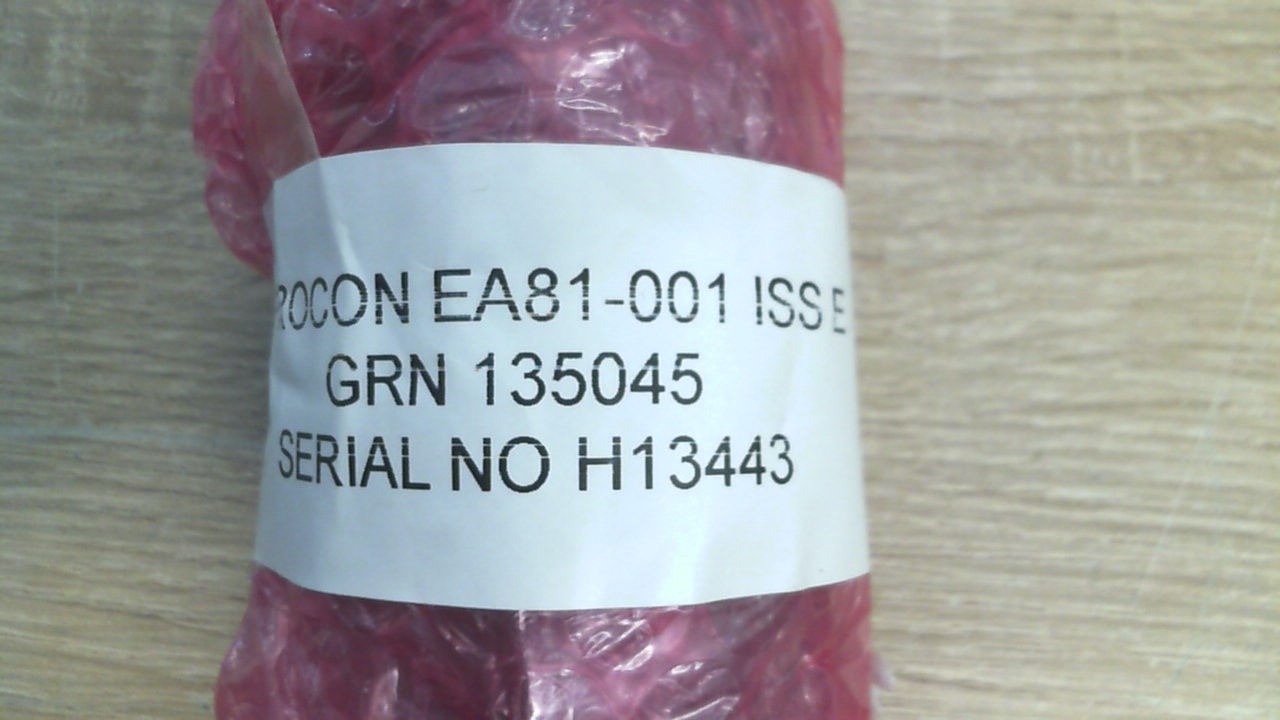 ROCON EA81-001 ISS E
GRN 135045
SERIAL NO H13443